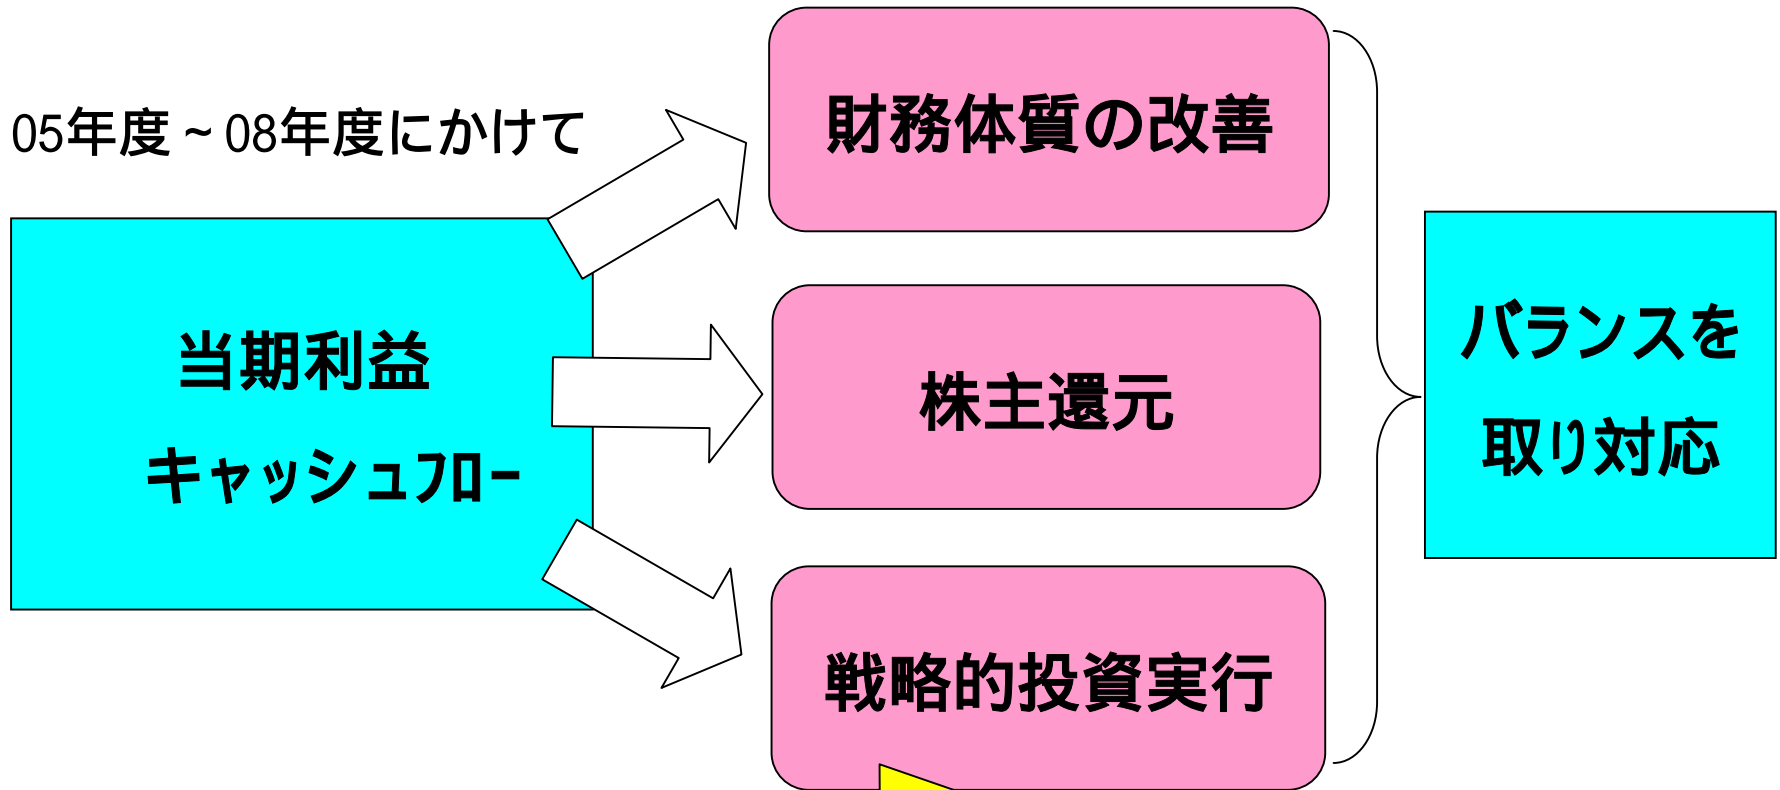 05年度～08年度にかけて
当期利益
キャッシュフロー
財務体質の改善
株主還元
戦略的投資実行
バランスを
取り対応